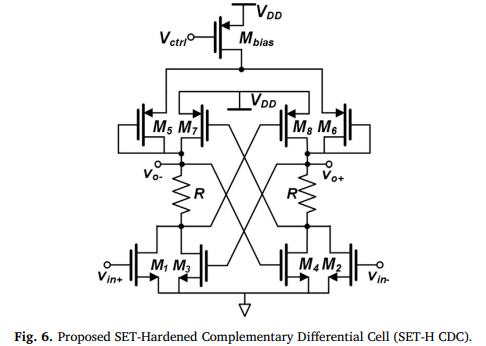 VDD
Vctrl Mbias
VDD
M5 M7 M8 M6
Vo- Vo+
R R
M1 M3 M4 M2
Vin+ Vin-
Fig. 6. Proposed SET-Hardened Complementary Differential Cell (SET-H CDC).